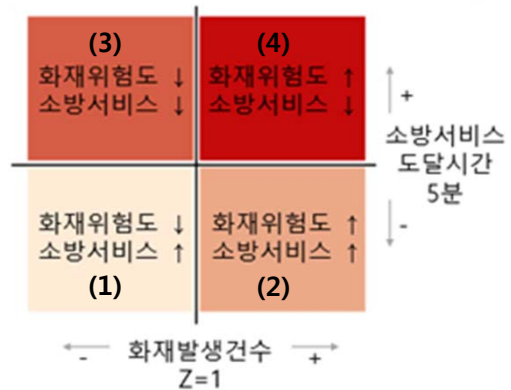 (3)
화재위험도 ↓
소방서비스 ↓
(4)
화재위험도 ↑
소방서비스 ↓
+
소방서비스
도달시간
5분
-
화재위험도 ↓
소방서비스 ↑
(1)
화재위험도 ↑
소방서비스 ↑
(2)
- 화재발생건수 +
Z=1